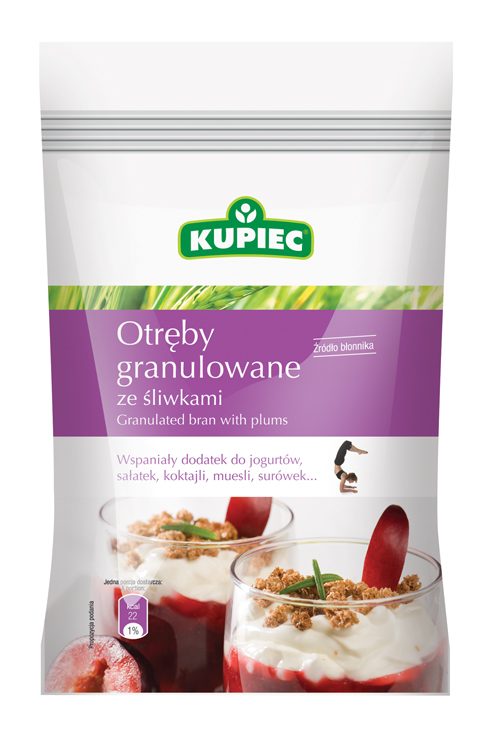 KUPIEC
Otręby
granulowane
ze śliwkami
Granulated bran with plums
Źródło błonnika
Wspaniały dodatek do jogurtów,
sałatek, koktajli, muesli, surówek...
Jedna porcja dostarcza:
kcal
22
1%
Propozycja podania